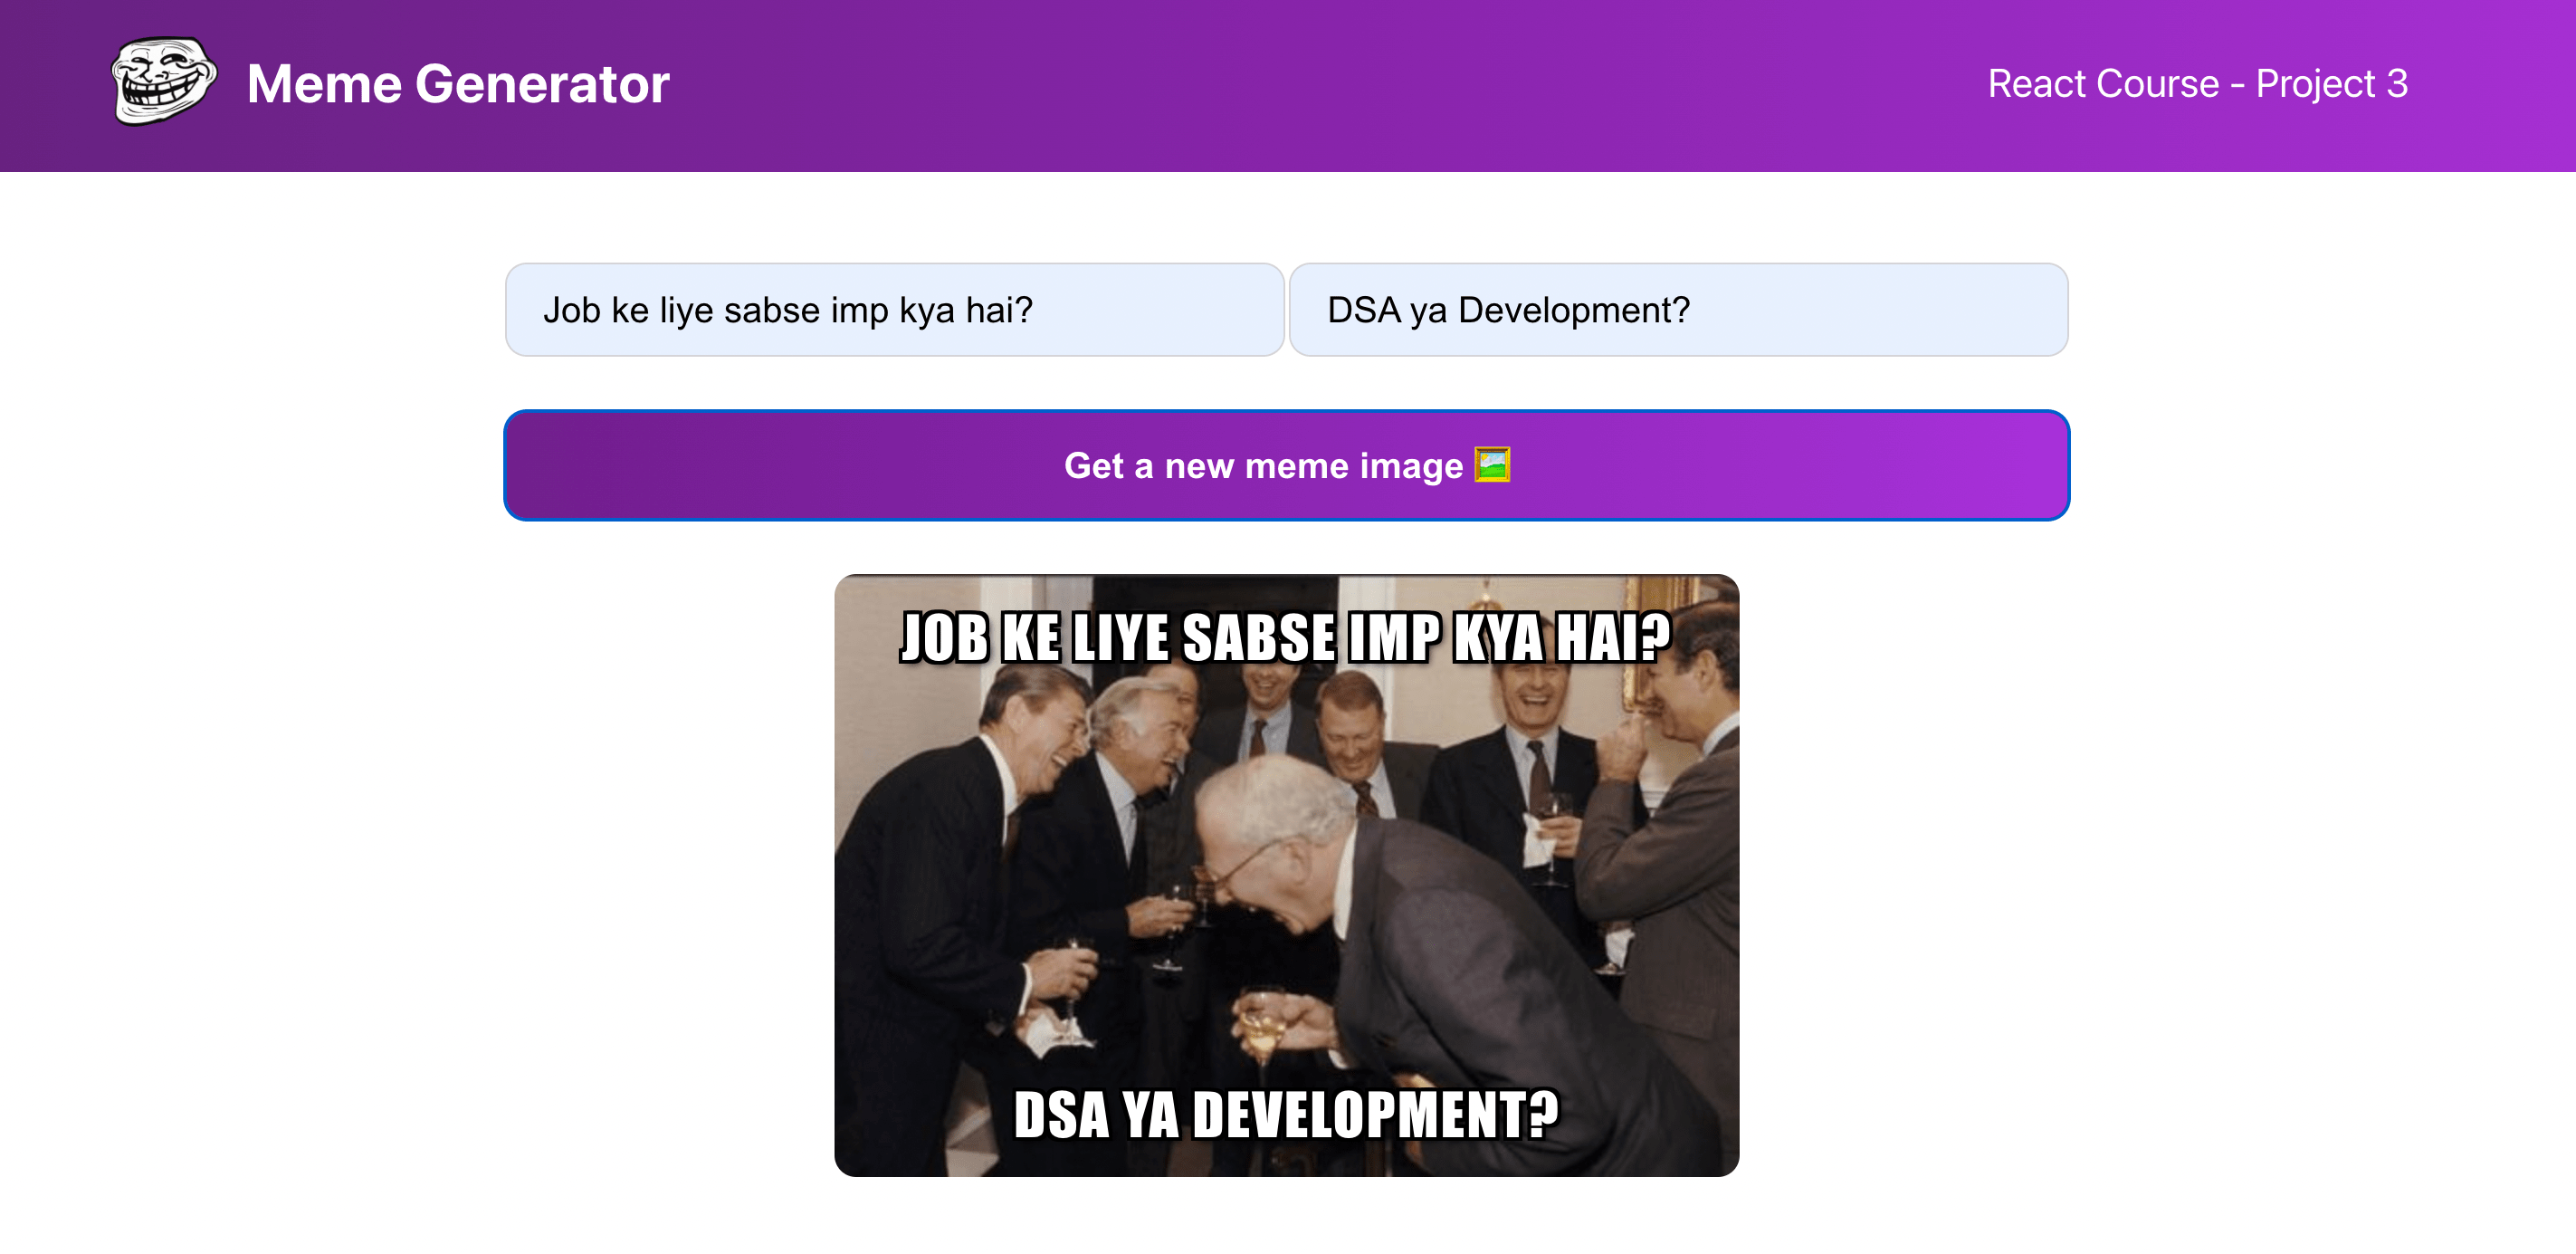 Meme Generator
React Course - Project 3
Job ke liye sabse imp kya hai?
DSA ya Development?
Get a new meme image 🖼️
JOB KE LIYE SABSE IMP KYA HAI?
DSA YA DEVELOPMENT?